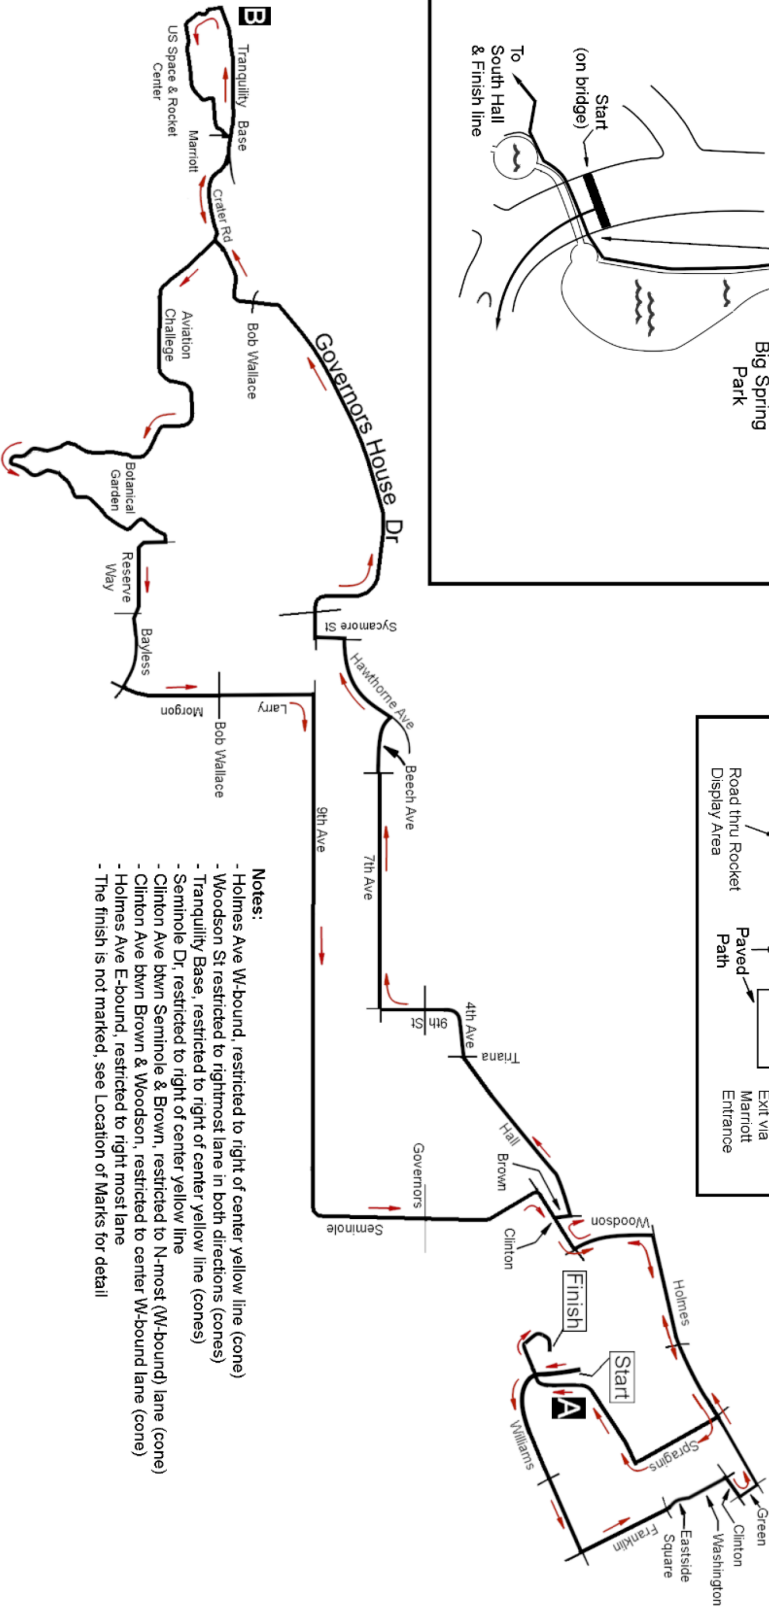 To
South Hall
& Finish line
Start
(on bridge)
Big Spring
Park
Road thru Rocket
Display Area
Paved
Path
Exit via
Marriott
Entrance
B
Tranquility Base
US Space & Rocket
Center
Marriott
Crater Rd
Aviation
Challege
Bob Wallace
Governors House Dr
Botanical
Garden
Reserve
Way
Bayless
Morgon
Bob Wallace
Larry
Sycamore St
Hawthorne Ave
Beech Ave
7th Ave
9th Ave
9th St
4th Ave
Triana
Hall
Brown
Clinton
Governors
Seminole
Woodson
Holmes
Finish
Start
A
Spragins
Williams
Franklin
Eastside
Square
Washington
Clinton
Green
Notes:
- Holmes Ave W-bound, restricted to right of center yellow line (cone)
- Woodson St restricted to rightmost lane in both directions (cones)
- Tranquility Base, restricted to right of center yellow line (cones)
- Seminole Dr, restricted to right of center yellow line
- Clinton Ave btwn Seminole & Brown, restricted to N-most (W-bound) lane (cone)
- Clinton Ave btwn Brown & Woodson, restricted to center W-bound lane (cone)
- Holmes Ave E-bound, restricted to right most lane
- The finish is not marked, see Location of Marks for detail